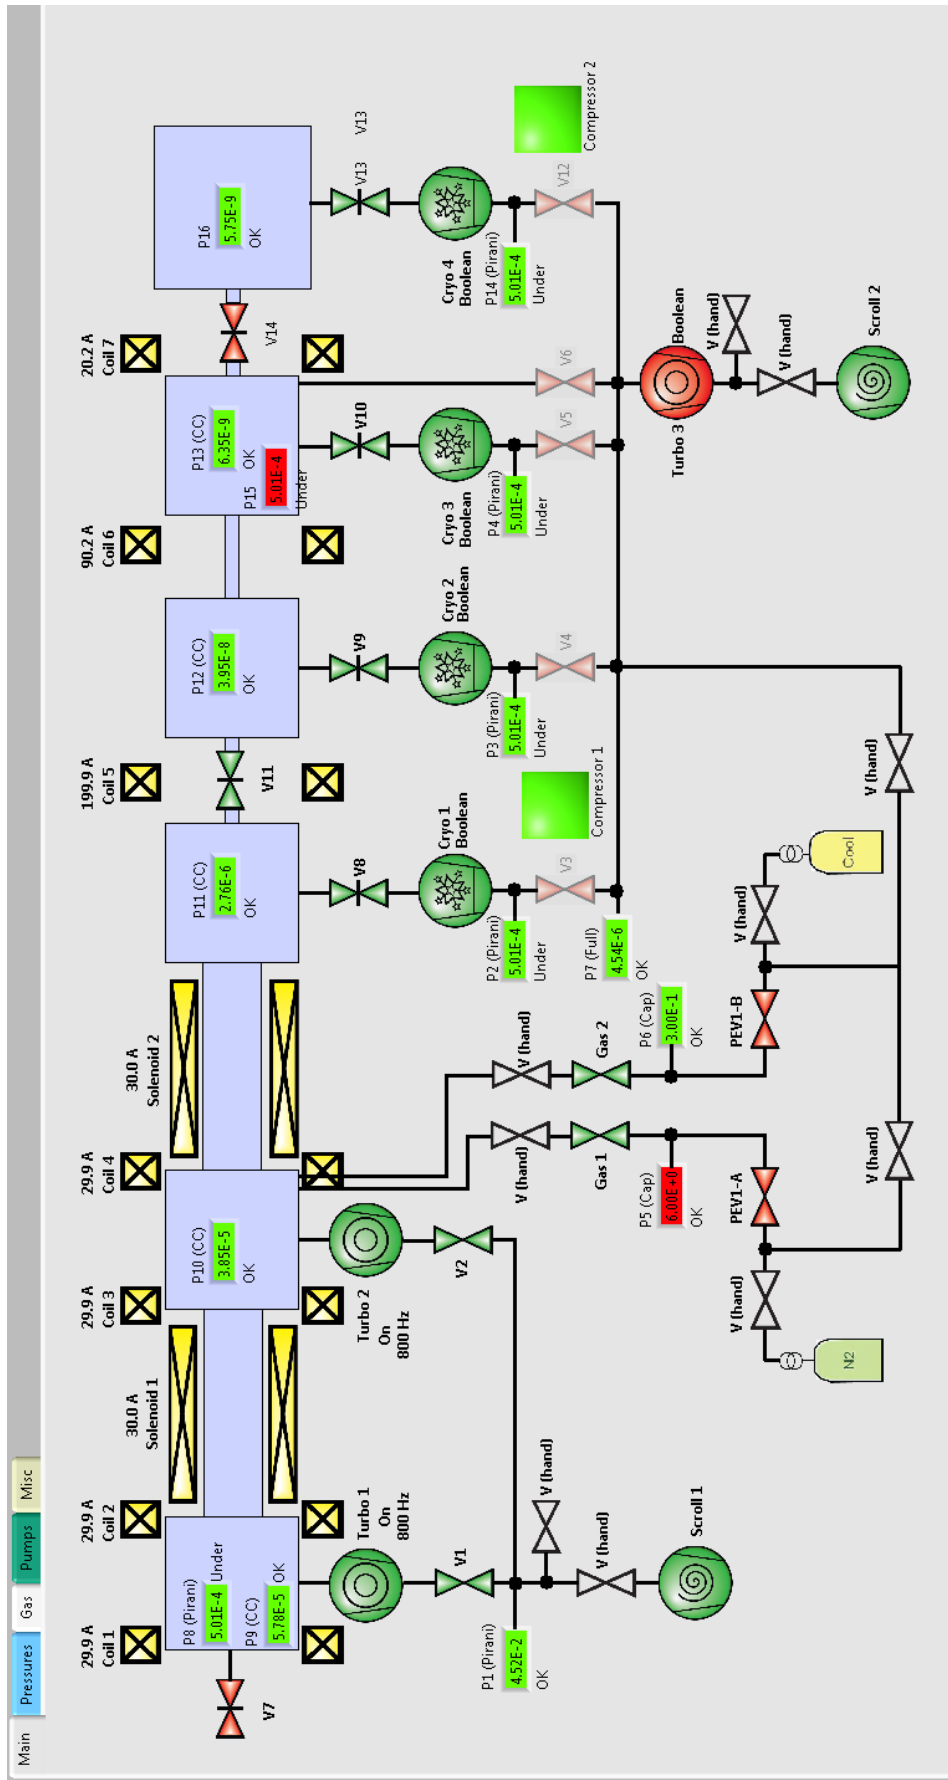 Main
Pressures
Gas
Pumps
Misc
29.9 A
Coil 1
29.9 A
Coil 2
30.0 A
Solenoid 1
29.9 A
Coil 3
29.9 A
Coil 4
30.0 A
Solenoid 2
199.9 A
Coil 5
90.2 A
Coil 6
20.2 A
Coil 7
V7
P8 (Pirani)
5.01E-4
Under
P9 (CC)
5.78E-5
OK
P10 (CC)
3.85E-5
OK
P11 (CC)
2.76E-6
OK
V11
P12 (CC)
3.95E-8
OK
P13 (CC)
6.35E-9
OK
P15
5.01E-4
Under
V14
P16
5.75E-9
OK
Turbo 1
On
800 Hz
Turbo 2
On
800 Hz
V8
V9
V10
V13
V13
Cryo 1
Boolean
Cryo 2
Boolean
Cryo 3
Boolean
Cryo 4
Boolean
V1
V2
P1 (Pirani)
4.52E-2
OK
V (hand)
V (hand)
Scroll 1
V (hand)
V (hand)
Gas 1
Gas 2
P5 (Cap)
6.00E+0
OK
P6 (Cap)
3.00E-1
OK
PEV1-A
PEV1-B
V (hand)
V (hand)
N2
Cool
V (hand)
V (hand)
P2 (Pirani)
5.01E-4
Under
V3
P7 (Full)
4.54E-6
OK
Compressor 1
P3 (Pirani)
5.01E-4
Under
V4
P4 (Pirani)
5.01E-4
Under
V5
V6
P14 (Pirani)
5.01E-4
Under
V12
Compressor 2
Turbo 3
Boolean
V (hand)
V (hand)
Scroll 2